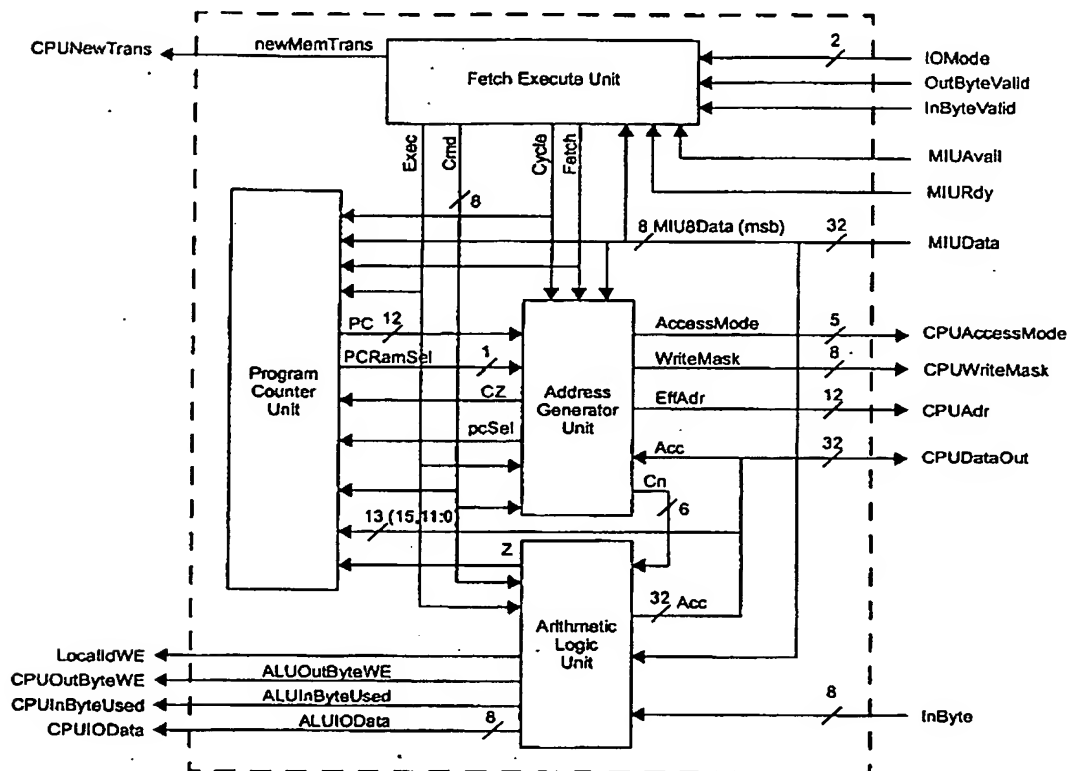 CPUNewTrans
newMemTrans
Fetch Execute Unit
2
IOMode
OutByteValid
InByteValid
Exec
Cmd
Cycle
Fetch
MIUAvail
MIURdy
8
8 MIU8Data (msb)
32
MIUData
PC
12
AccessMode
5
CPUAccessMode
PCRamSel
1
WriteMask
8
CPUWriteMask
Program
Counter
Unit
CZ
Address
Generator
Unit
EffAdr
12
CPUAdr
pcSel
Acc
32
CPUDataOut
Cn
6
13 (15,11:0)
Z
32 Acc
Arithmetic
Logic
Unit
LocalIdWE
CPUOutByteWE
ALUOutByteWE
CPUInByteUsed
ALUInByteUsed
8
InByte
CPUIOData
ALUIOData
8